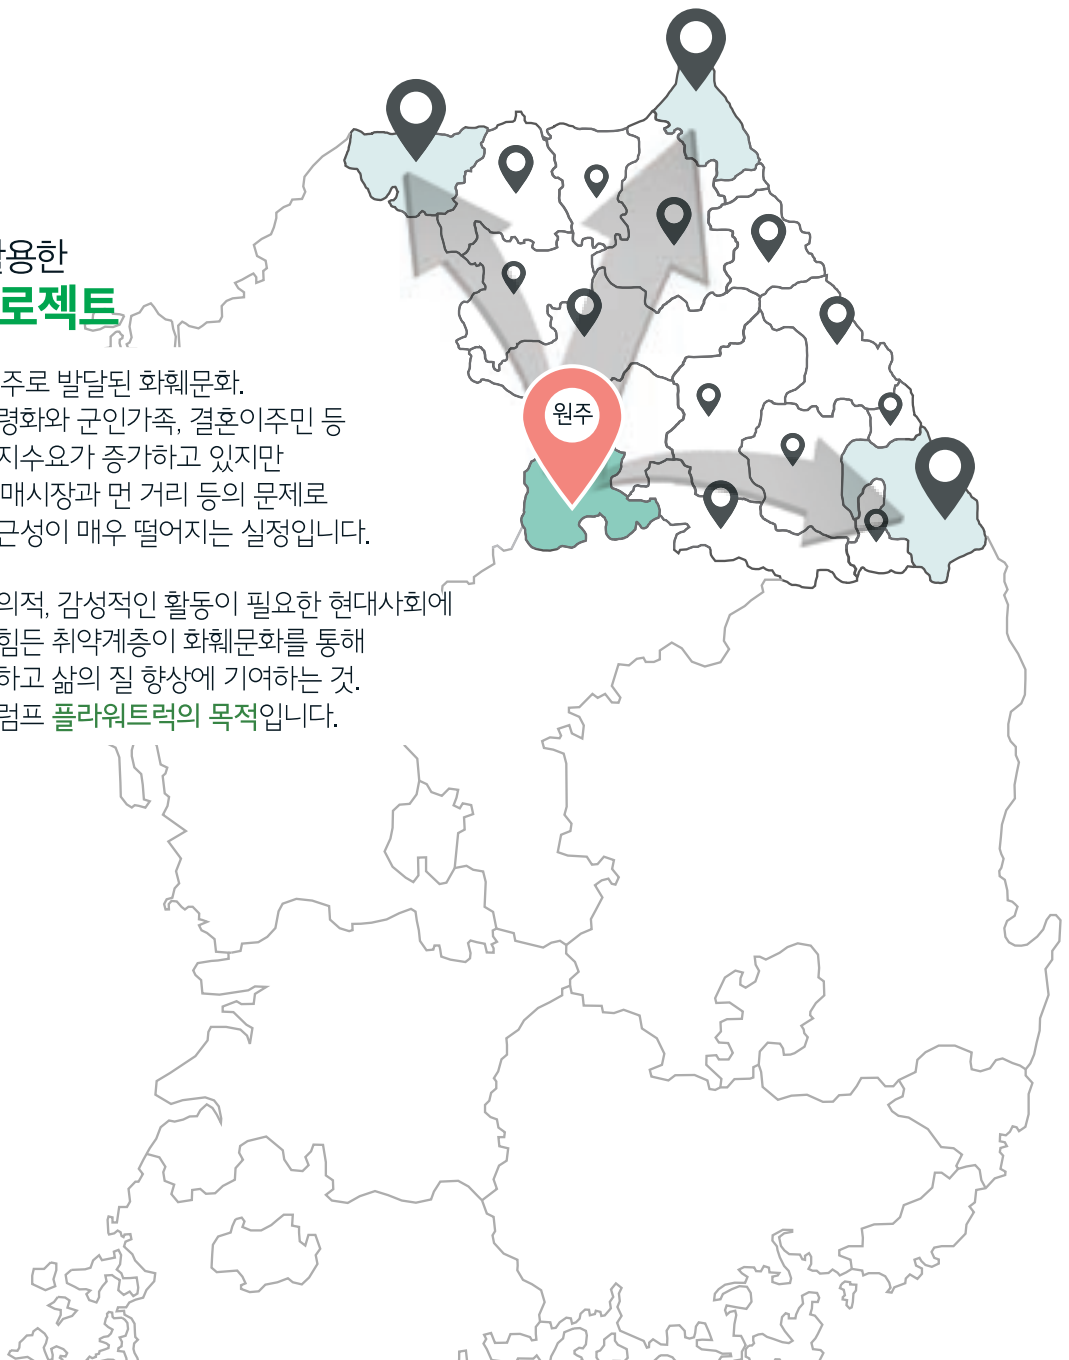 용한
로젝트
주로 발달된 화훼문화.
령화와 군인가족, 결혼이주민 등
지수요가 증가하고 있지만
매시장과 먼 거리 등의 문제로
근성이 매우 떨어지는 실정입니다.
의적, 감성적인 활동이 필요한 현대사회에
힘든 취약계층이 화훼문화를 통해
하고 삶의 질 향상에 기여하는 것.
럼프 플라워트럭의 목적입니다.
원주